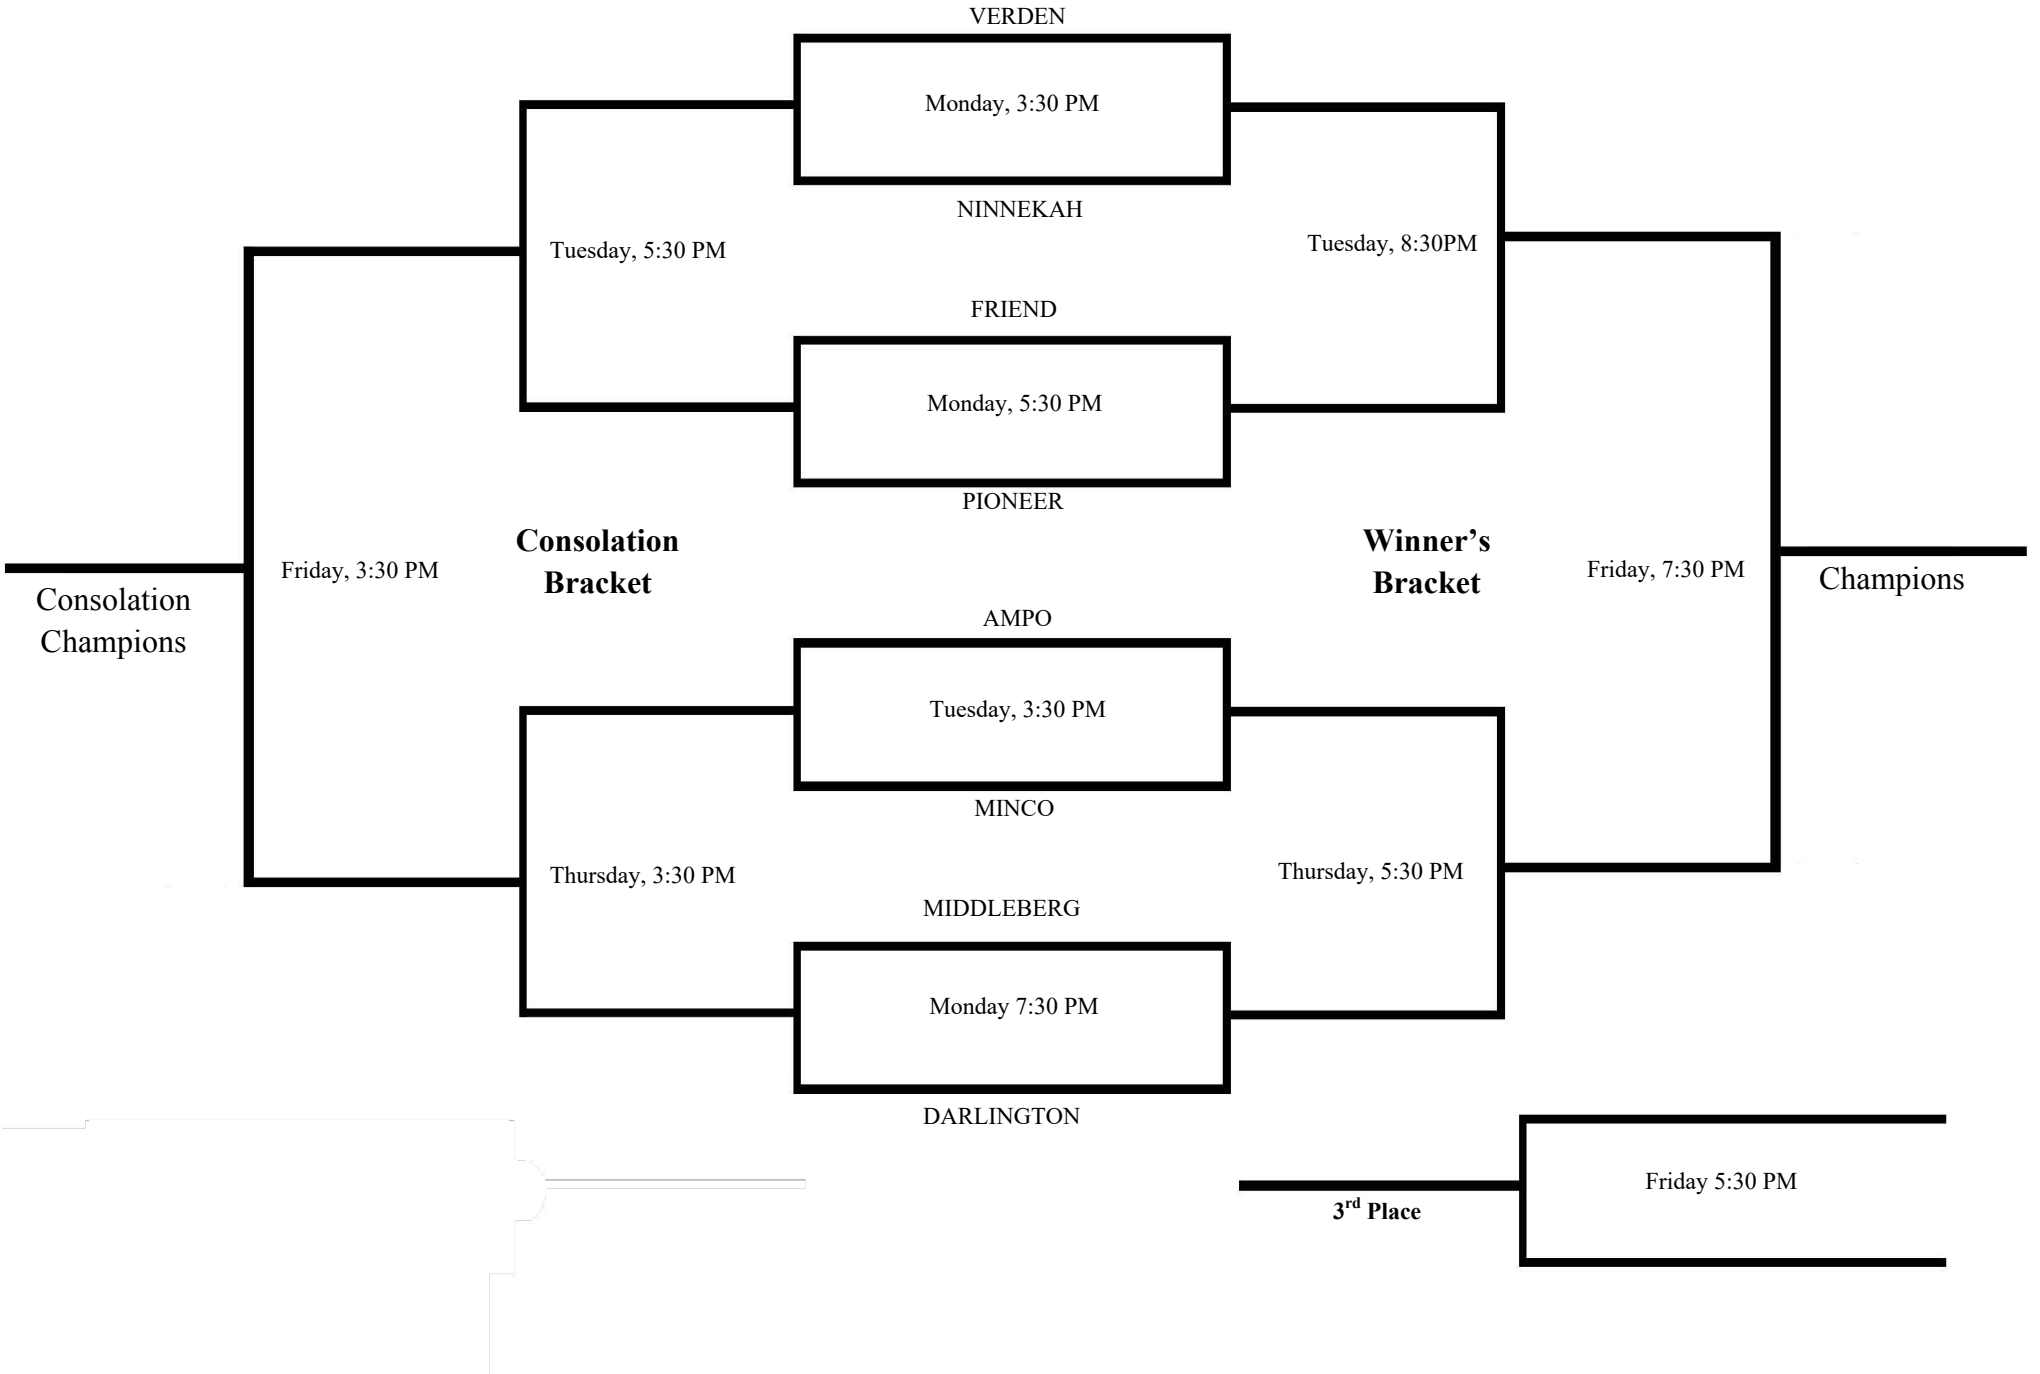 VERDEN
Monday, 3:30 PM
NINNEKAH
Tuesday, 5:30 PM
Tuesday, 8:30PM
FRIEND
Monday, 5:30 PM
PIONEER
Consolation
Bracket
Winner’s
Bracket
Friday, 3:30 PM
Friday, 7:30 PM
Consolation
Champions
Champions
AMPO
Tuesday, 3:30 PM
MINCO
Thursday, 3:30 PM
Thursday, 5:30 PM
MIDDLEBERG
Monday 7:30 PM
DARLINGTON
Friday 5:30 PM
3rd Place